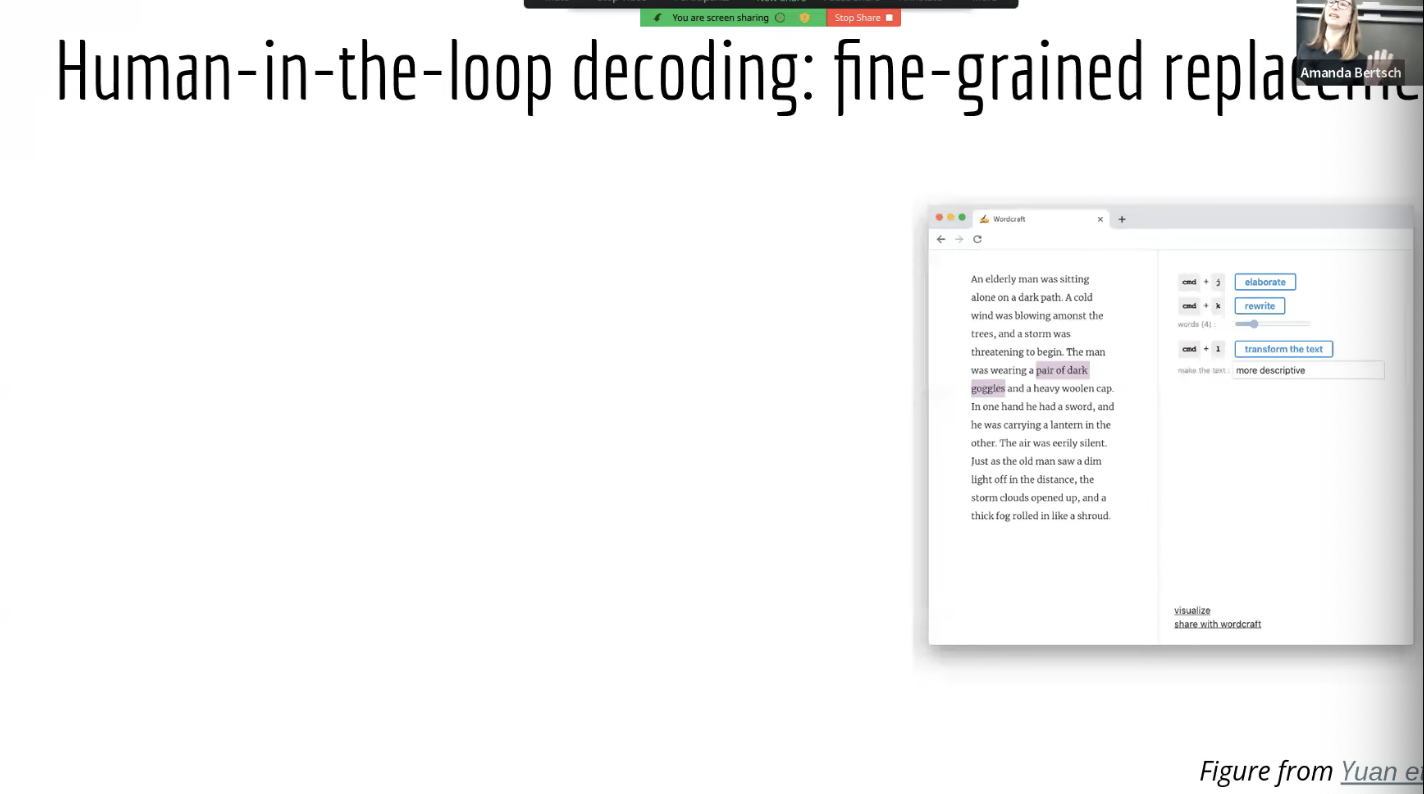 You are screen sharing
Stop Share
Amanda Bertsch
Human-in-the-loop decoding: fine-grained
Wordcraft
An elderly man was sitting
alone on a dark path. A cold
wind was blowing amonst the
trees, and a storm was
threatening to begin. The man
was wearing a pair of dark
goggles and a heavy woolen cap.
In one hand he had a sword, and
he was carrying a lantern in the
other. The air was eerily silent.
Just as the old man saw a dim
light off in the distance, the
storm clouds opened up, and a
thick fog rolled in like a shroud.
cmd + j elaborate
cmd + k rewrite
words (4) :
cmd + l transform the text
make the text : more descriptive
visualize
share with wordcraft
Figure from Yuan